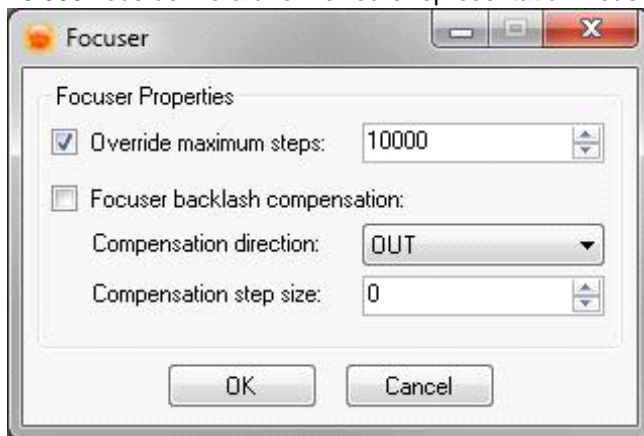 Focuser
Focuser Properties
Override maximum steps: 10000
Focuser backlash compensation:
Compensation direction: OUT
Compensation step size: 0
OK Cancel